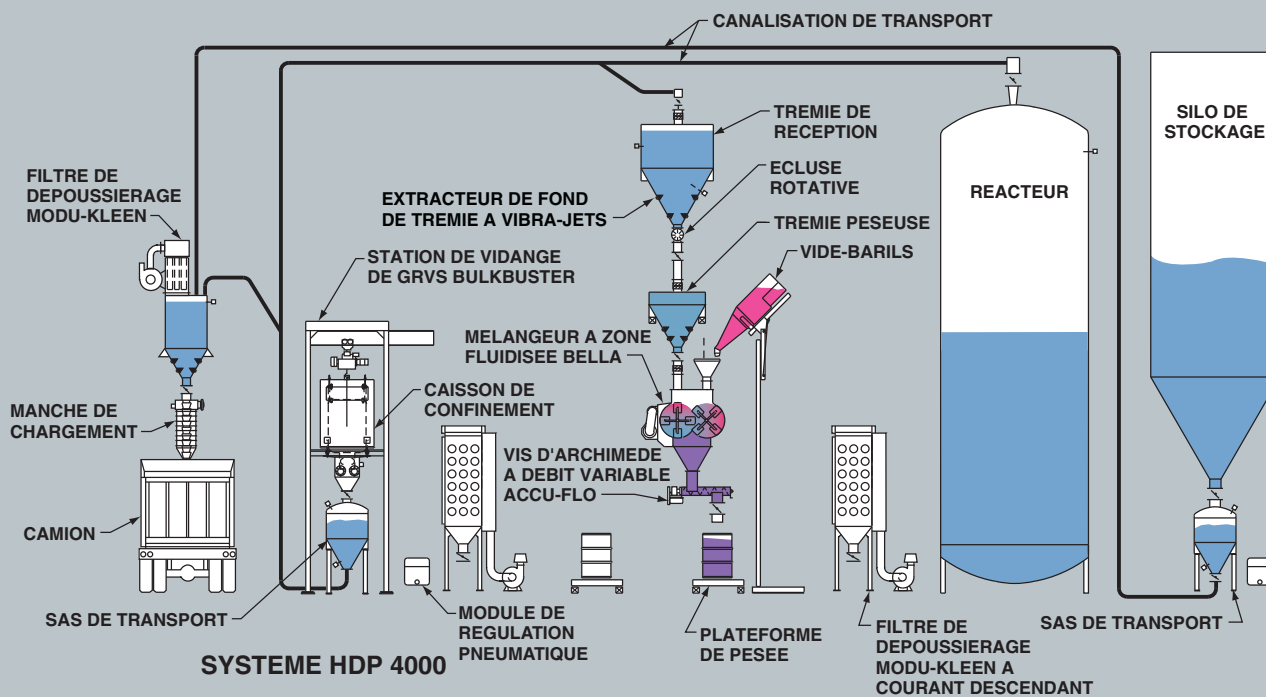 CANALISATION DE TRANSPORT
TREMIE DE
RECEPTION
SILO DE
STOCKAGE
FILTRE DE
DEPOUSSIERAGE
MODU-KLEEN
ECLUSE
ROTATIVE
REACTEUR
EXTRACTEUR DE FOND
DE TREMIE A VIBRA-JETS
TREMIE PESEUSE
STATION DE VIDANGE
DE GRVS BULKBUSTER
VIDE-BARILS
MELANGEUR A ZONE
FLUIDISEE BELLA
CAISSON DE
CONFINEMENT
MANCHE DE
CHARGEMENT
VIS D'ARCHIMEDE
A DEBIT VARIABLE
ACCU-FLO
CAMION
SAS DE TRANSPORT
MODULE DE
REGULATION
PNEUMATIQUE
PLATEFORME
DE PESEE
FILTRE DE
DEPOUSSIERAGE
MODU-KLEEN A
COURANT DESCENDANT
SAS DE TRANSPORT
SYSTEME HDP 4000